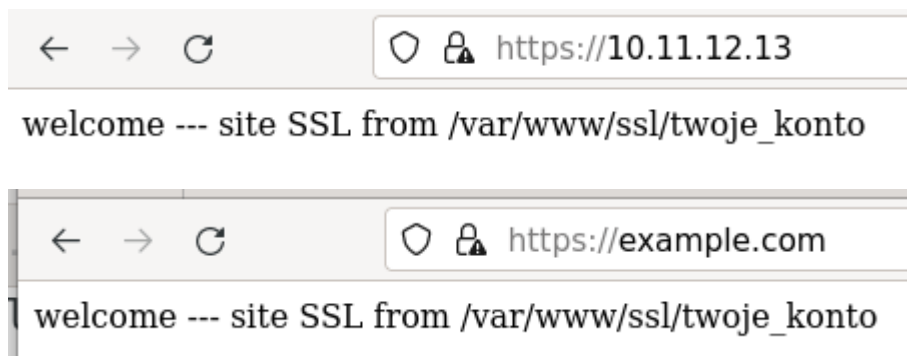 https://10.11.12.13
welcome --- site SSL from /var/www/ssl/twoje_konto
https://example.com
welcome --- site SSL from /var/www/ssl/twoje_konto